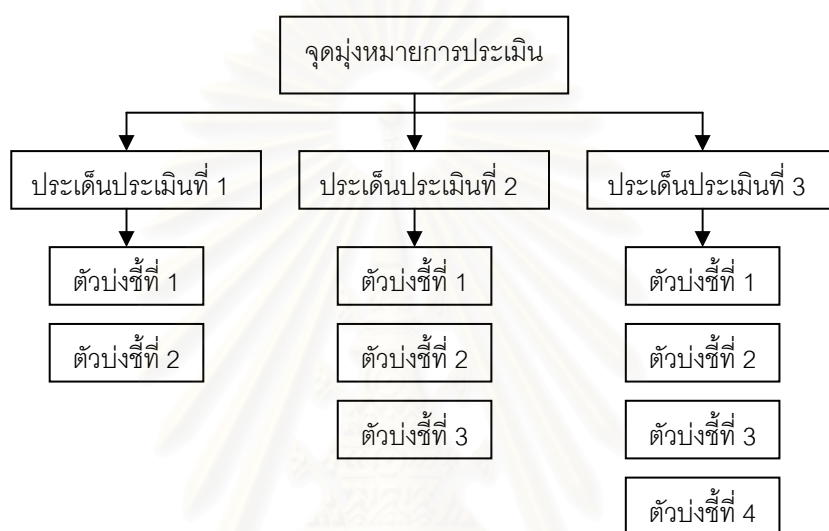 จุดมุ่งหมายการประเมิน
ประเด็นประเมินที่ 1
ประเด็นประเมินที่ 2
ประเด็นประเมินที่ 3
ตัวบ่งชี้ที่ 1
ตัวบ่งชี้ที่ 1
ตัวบ่งชี้ที่ 1
ตัวบ่งชี้ที่ 2
ตัวบ่งชี้ที่ 2
ตัวบ่งชี้ที่ 2
ตัวบ่งชี้ที่ 3
ตัวบ่งชี้ที่ 3
ตัวบ่งชี้ที่ 4